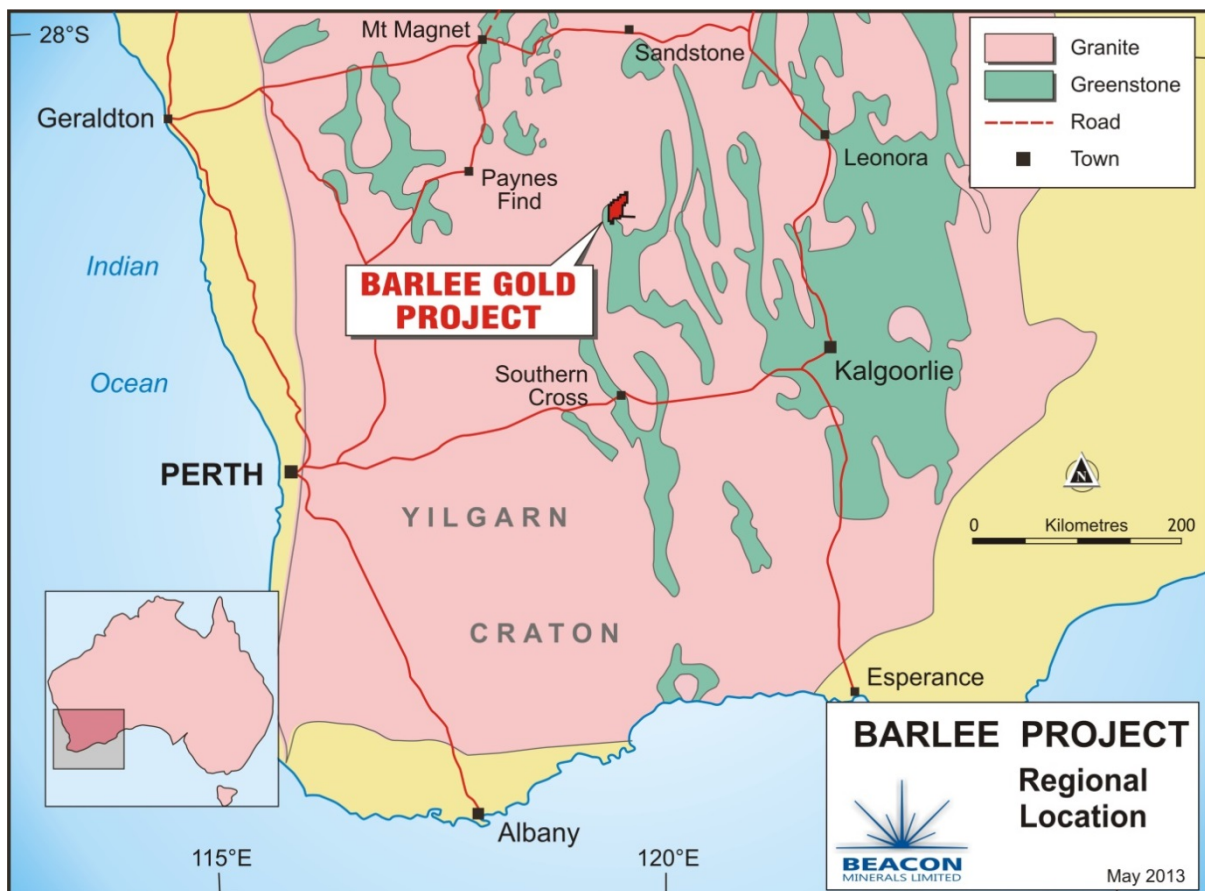 28°S
Mt Magnet
Sandstone
Granite
Greenstone
Road
Town
Geraldton
Leonora
Paynes
Find
Indian
Ocean
BARLEE GOLD
PROJECT
Kalgoorlie
Southern
Cross
PERTH
N
0 Kilometres 200
YILGARN
CRATON
Esperance
Albany
BARLEE PROJECT
Regional
Location
BEACON
MINERALS LIMITED
May 2013
115°E
120°E